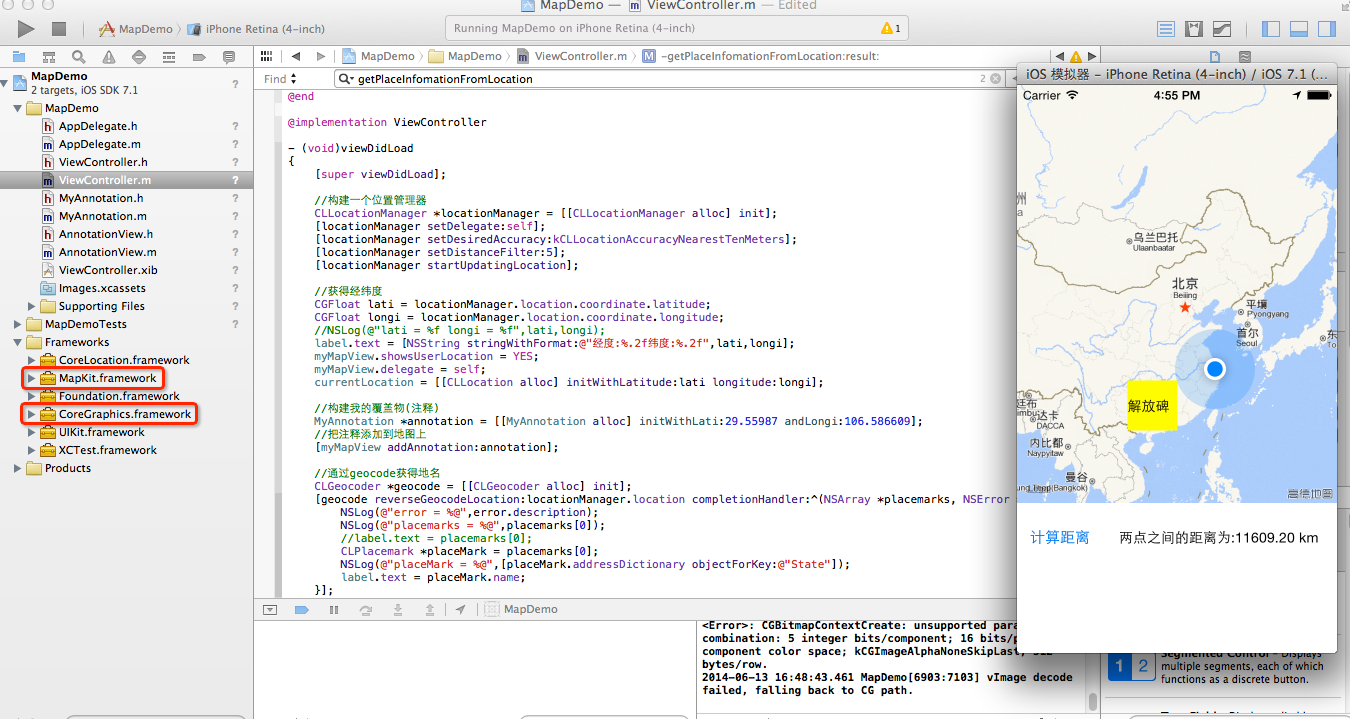 MapDemo — ViewController.m — Edited
MapDemo iPhone Retina (4-inch)
Running MapDemo on iPhone Retina (4-inch)
1
MapDemo MapDemo ViewController.m M -getPlaceInfomationFromLocation:result:
Find getPlaceInfomationFromLocation 2
MapDemo
2 targets, iOS SDK 7.1
MapDemo
AppDelegate.h
AppDelegate.m
ViewController.h
ViewController.m
MyAnnotation.h
MyAnnotation.m
AnnotationView.h
AnnotationView.m
ViewController.xib
Images.xcassets
Supporting Files
MapDemoTests
Frameworks
CoreLocation.framework
MapKit.framework
Foundation.framework
CoreGraphics.framework
UIKit.framework
XCTest.framework
Products
@end
@implementation ViewController
- (void)viewDidLoad
{
[super viewDidLoad];
//构建一个位置管理器
CLLocationManager *locationManager = [[CLLocationManager alloc] init];
[locationManager setDelegate:self];
[locationManager setDesiredAccuracy:kCLLocationAccuracyNearestTenMeters];
[locationManager setDistanceFilter:5];
[locationManager startUpdatingLocation];
//获得经纬度
CGFloat lati = locationManager.location.coordinate.latitude;
CGFloat longi = locationManager.location.coordinate.longitude;
//NSLog(@"lati = %f longi = %f",lati,longi);
label.text = [NSString stringWithFormat:@"经度:%.2f纬度:%.2f",lati,longi];
myMapView.showsUserLocation = YES;
myMapView.delegate = self;
currentLocation = [[CLLocation alloc] initWithLatitude:lati longitude:longi];
//构建我的覆盖物(注释)
MyAnnotation *annotation = [[MyAnnotation alloc] initWithLati:29.55987 andLongi:106.586609];
//把注释添加到地图上
[myMapView addAnnotation:annotation];
//通过geocode获得地名
CLGeocoder *geocode = [[CLGeocoder alloc] init];
[geocode reverseGeocodeLocation:locationManager.location completionHandler:^(NSArray *placemarks, NSError
NSLog(@"error = %@",error.description);
NSLog(@"placemarks = %@",placemarks[0]);
//label.text = placemarks[0];
CLPlacemark *placeMark = placemarks[0];
NSLog(@"placeMark = %@",[placeMark.addressDictionary objectForKey:@"State"]);
label.text = placeMark.name;
}];
MapDemo
<Error>: CGBitmapContextCreate: unsupported para
combination: 5 integer bits/component; 16 bits/p
component color space; kCGImageAlphaNoneSkipLast; 512
bytes/row.
2014-06-13 16:48:43.461 MapDemo[6903:7103] vImage decode
failed, falling back to CG path.
iOS 模拟器 – iPhone Retina (4-inch) / iOS 7.1 (...
Carrier 4:55 PM
州
乌兰巴托
Ulaanbaatar
北京
Beijing
平壤
Pyongyang
首尔
Seoul
东
To
解放碑
廷布
达卡
DACCA
内比都
Naypyitaw
曼谷
(Bangkok)
高德地图
计算距离 两点之间的距离为:11609.20 km
1 2
Segmented Control – Displays
multiple segments, each of which
functions as a discrete button.